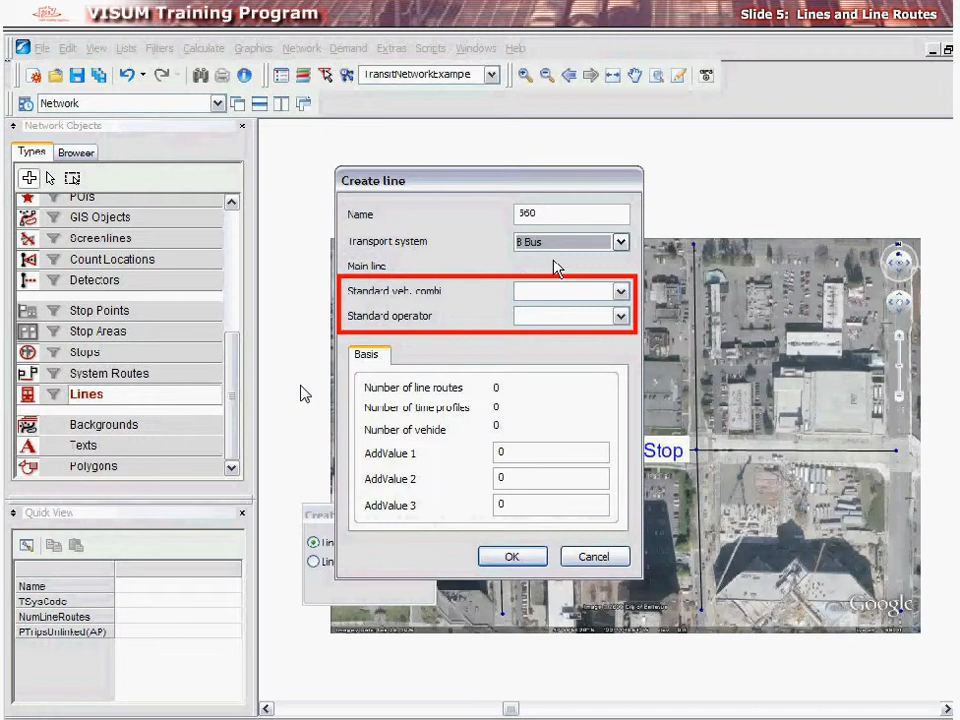 VISUM Training Program
Slide 5: Lines and Line Routes
File Edit View Lists Filters Calculate Graphics Network Demand Extras Scripts Windows Help
TransitNetworkExampe
Network
Network Objects
Types Browser
POIs
GIS Objects
Screenlines
Count Locations
Detectors
Stop Points
Stop Areas
Stops
System Routes
Lines
Backgrounds
Texts
Polygons
Quick View
Name
TSysCode
NumLineRoutes
PTripsUnlinked(AP)
Create line
Name 560
Transport system B Bus
Main line
Standard veh. combi
Standard operator
Basis
Number of line routes 0
Number of time profiles 0
Number of vehicle 0
AddValue 1 0
AddValue 2 0
AddValue 3 0
OK Cancel
Stop
Google